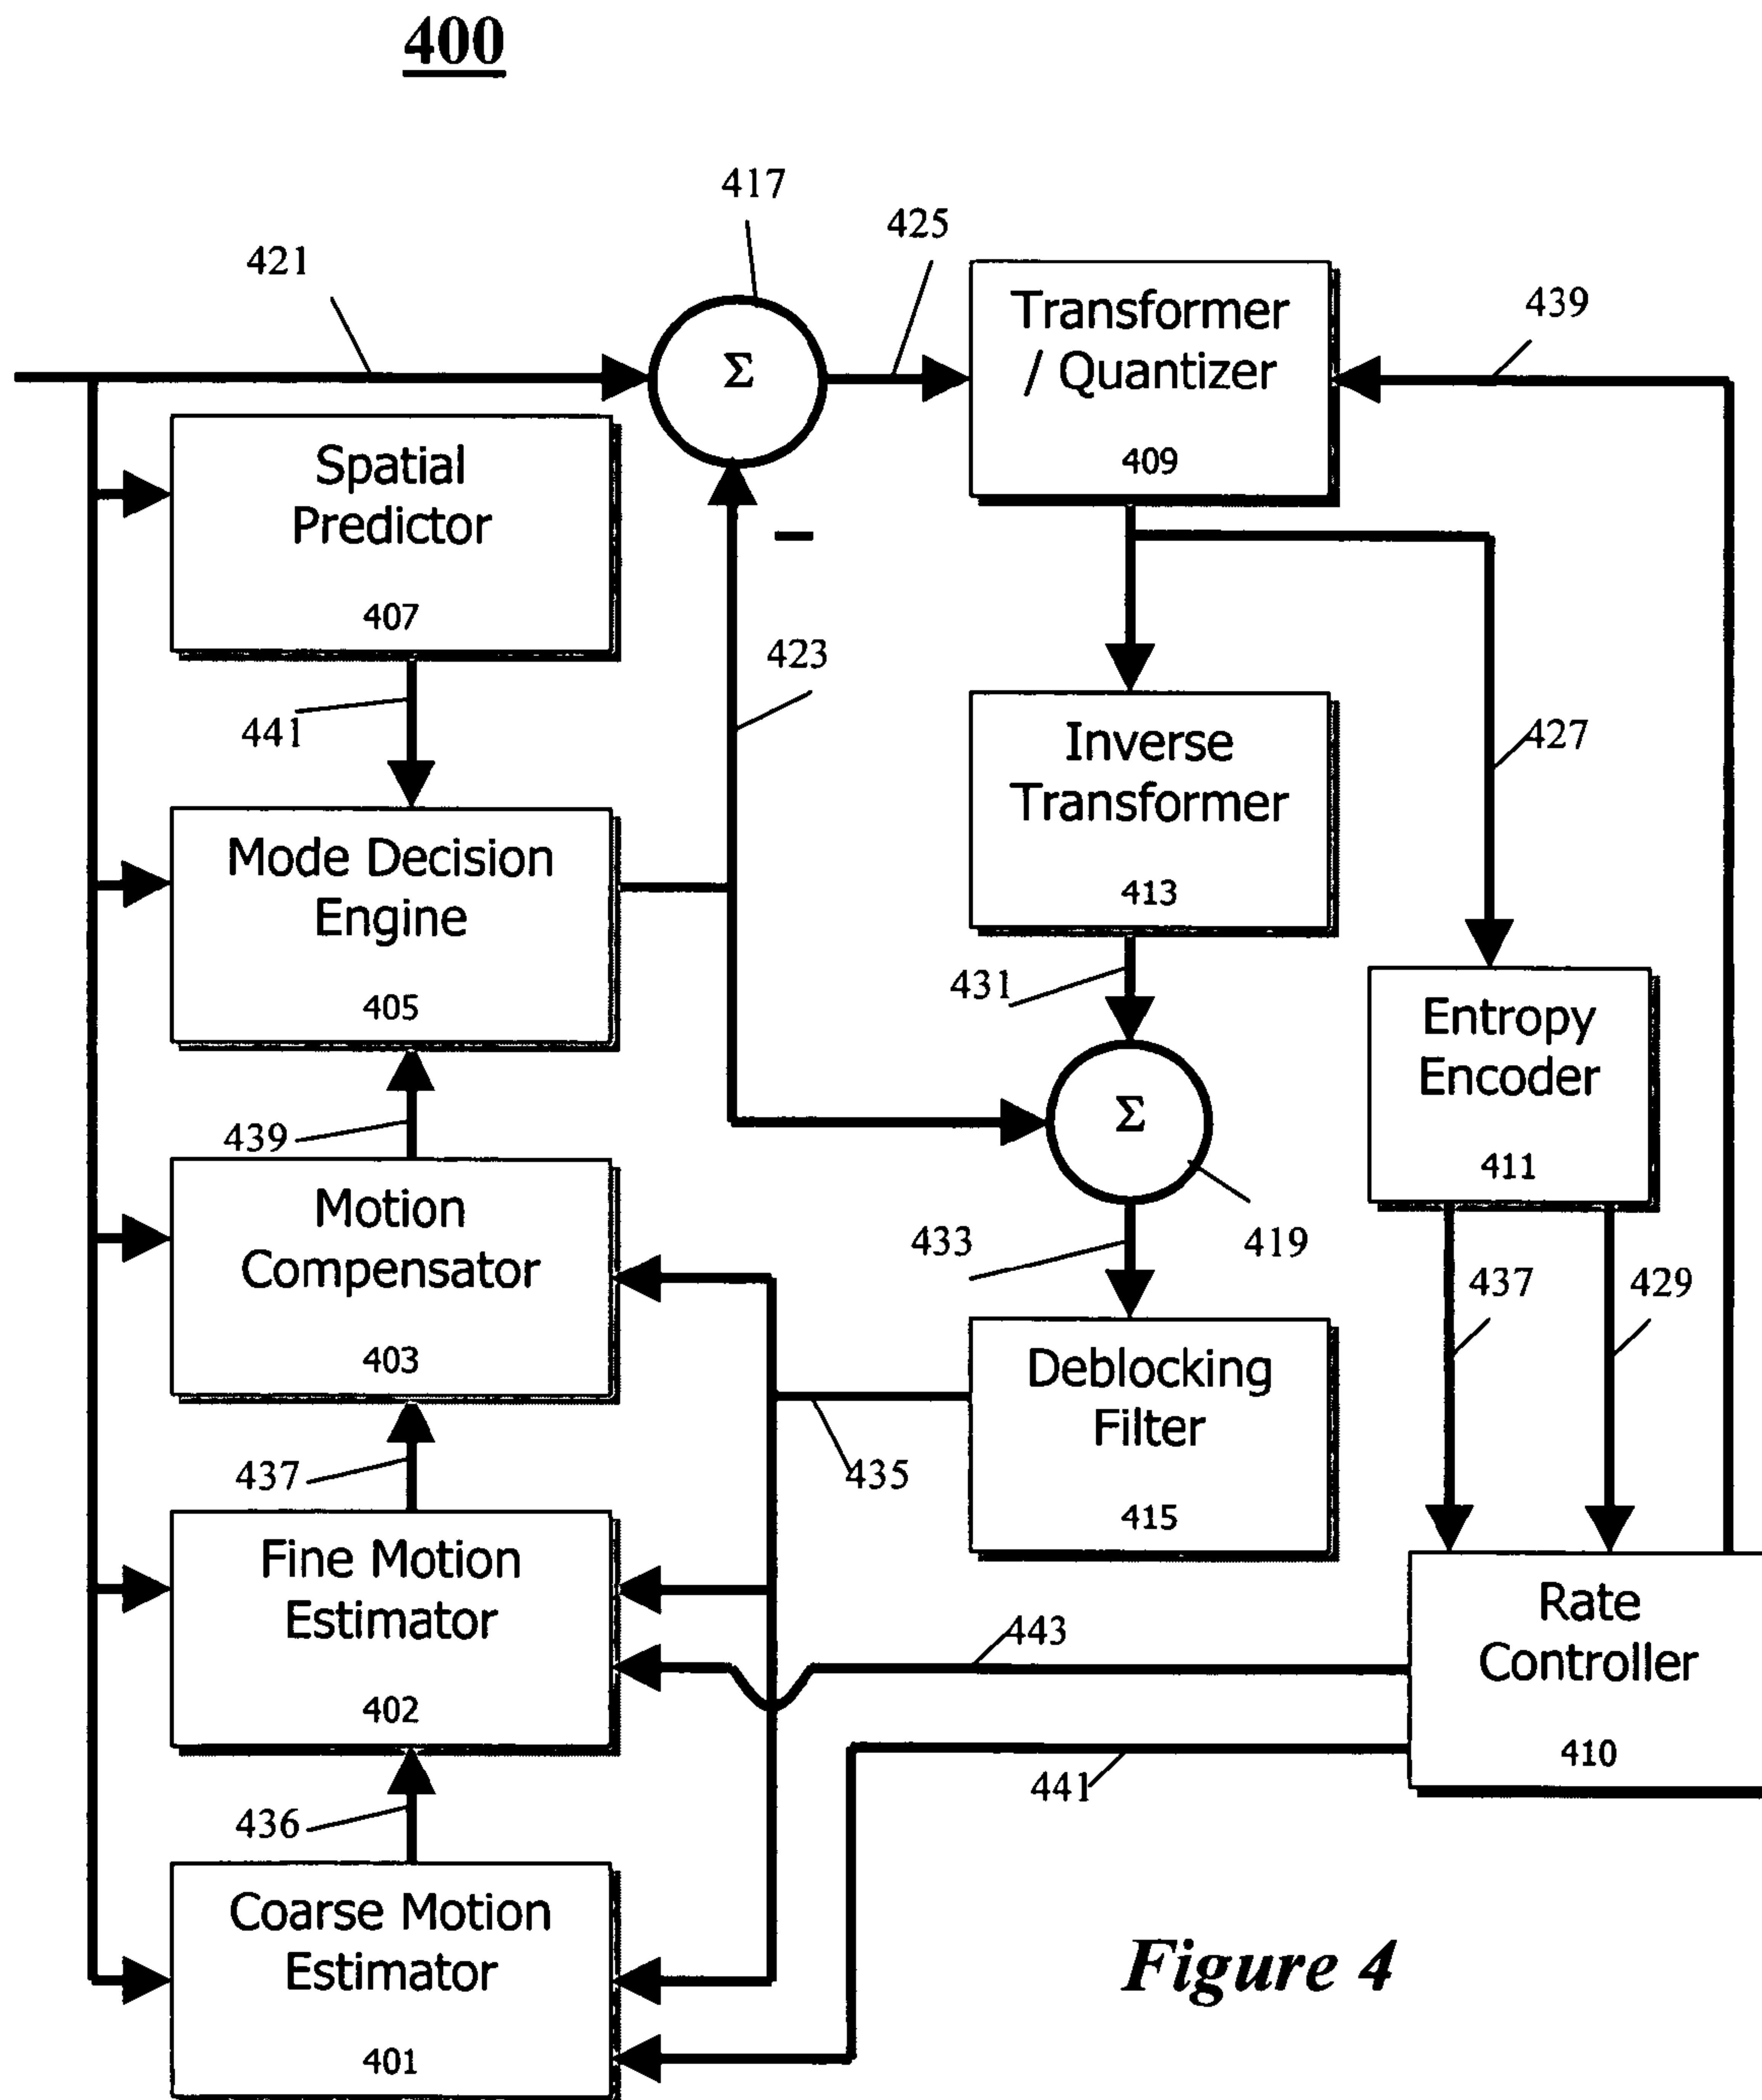 400
417
425
421
439
Σ
Transformer
/ Quantizer
409
Spatial
Predictor
407
–
423
441
427
Inverse
Transformer
413
Mode Decision
Engine
405
431
Entropy
Encoder
411
Σ
439
419
433
Motion
Compensator
403
437
429
Deblocking
Filter
415
435
437
Fine Motion
Estimator
402
443
Rate
Controller
410
441
436
Coarse Motion
Estimator
401
Figure 4